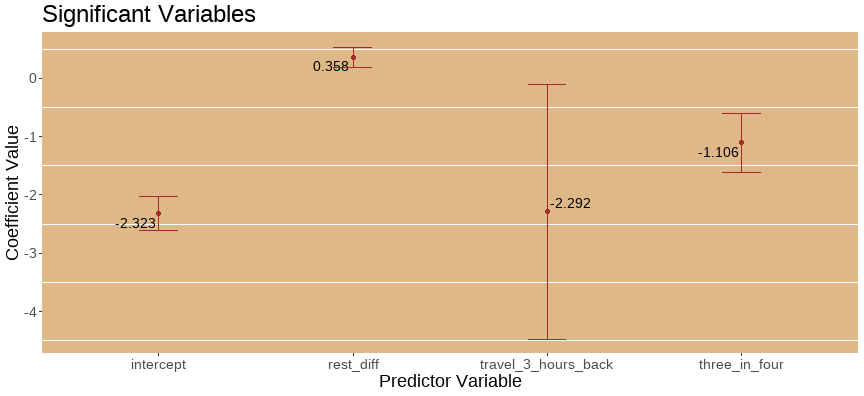 Significant Variables
Coefficient Value
0
-1
-2
-3
-4
0.358
-1.106
-2.292
-2.323
intercept
rest_diff
travel_3_hours_back
three_in_four
Predictor Variable